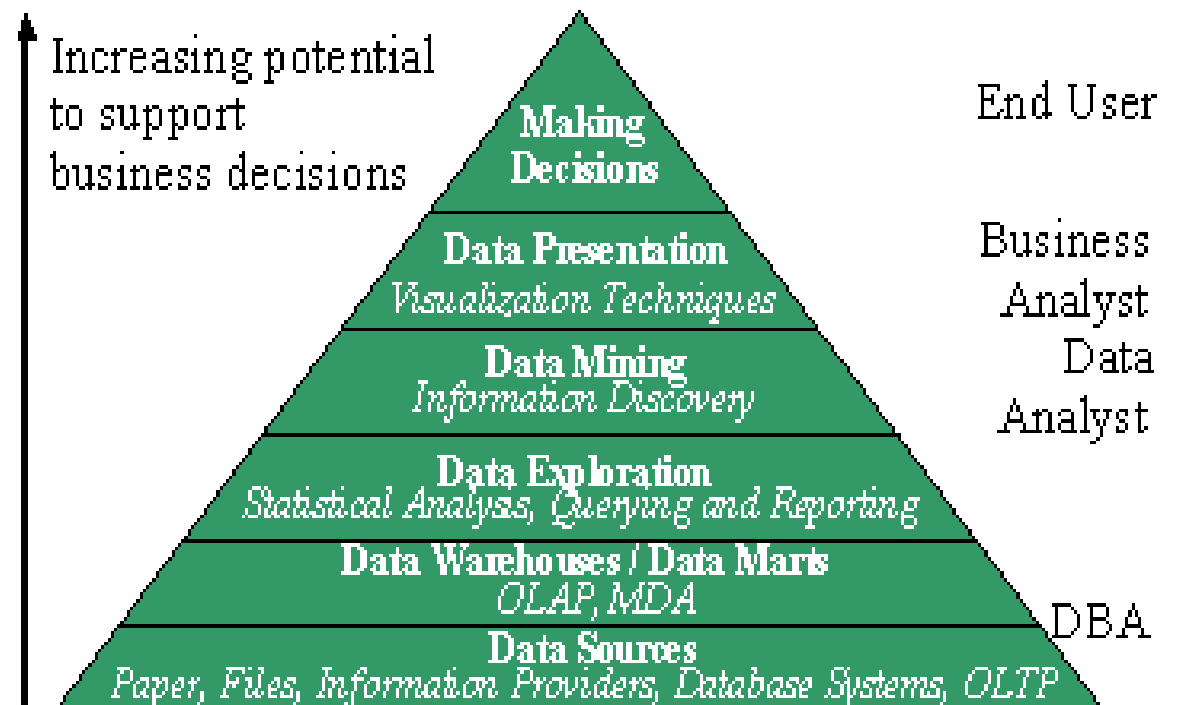 Increasing potential
to support
business decisions
Making
Decisions
End User
Data Presentation
Visualization Techniques
Business
Analyst
Data Mining
Information Discovery
Data
Analyst
Data Exploration
Statistical Analysis, Querying and Reporting
Data Warehouses / Data Marts
OLAP, MDA
DBA
Data Sources
Paper, Files, Information Providers, Database Systems, OLTP